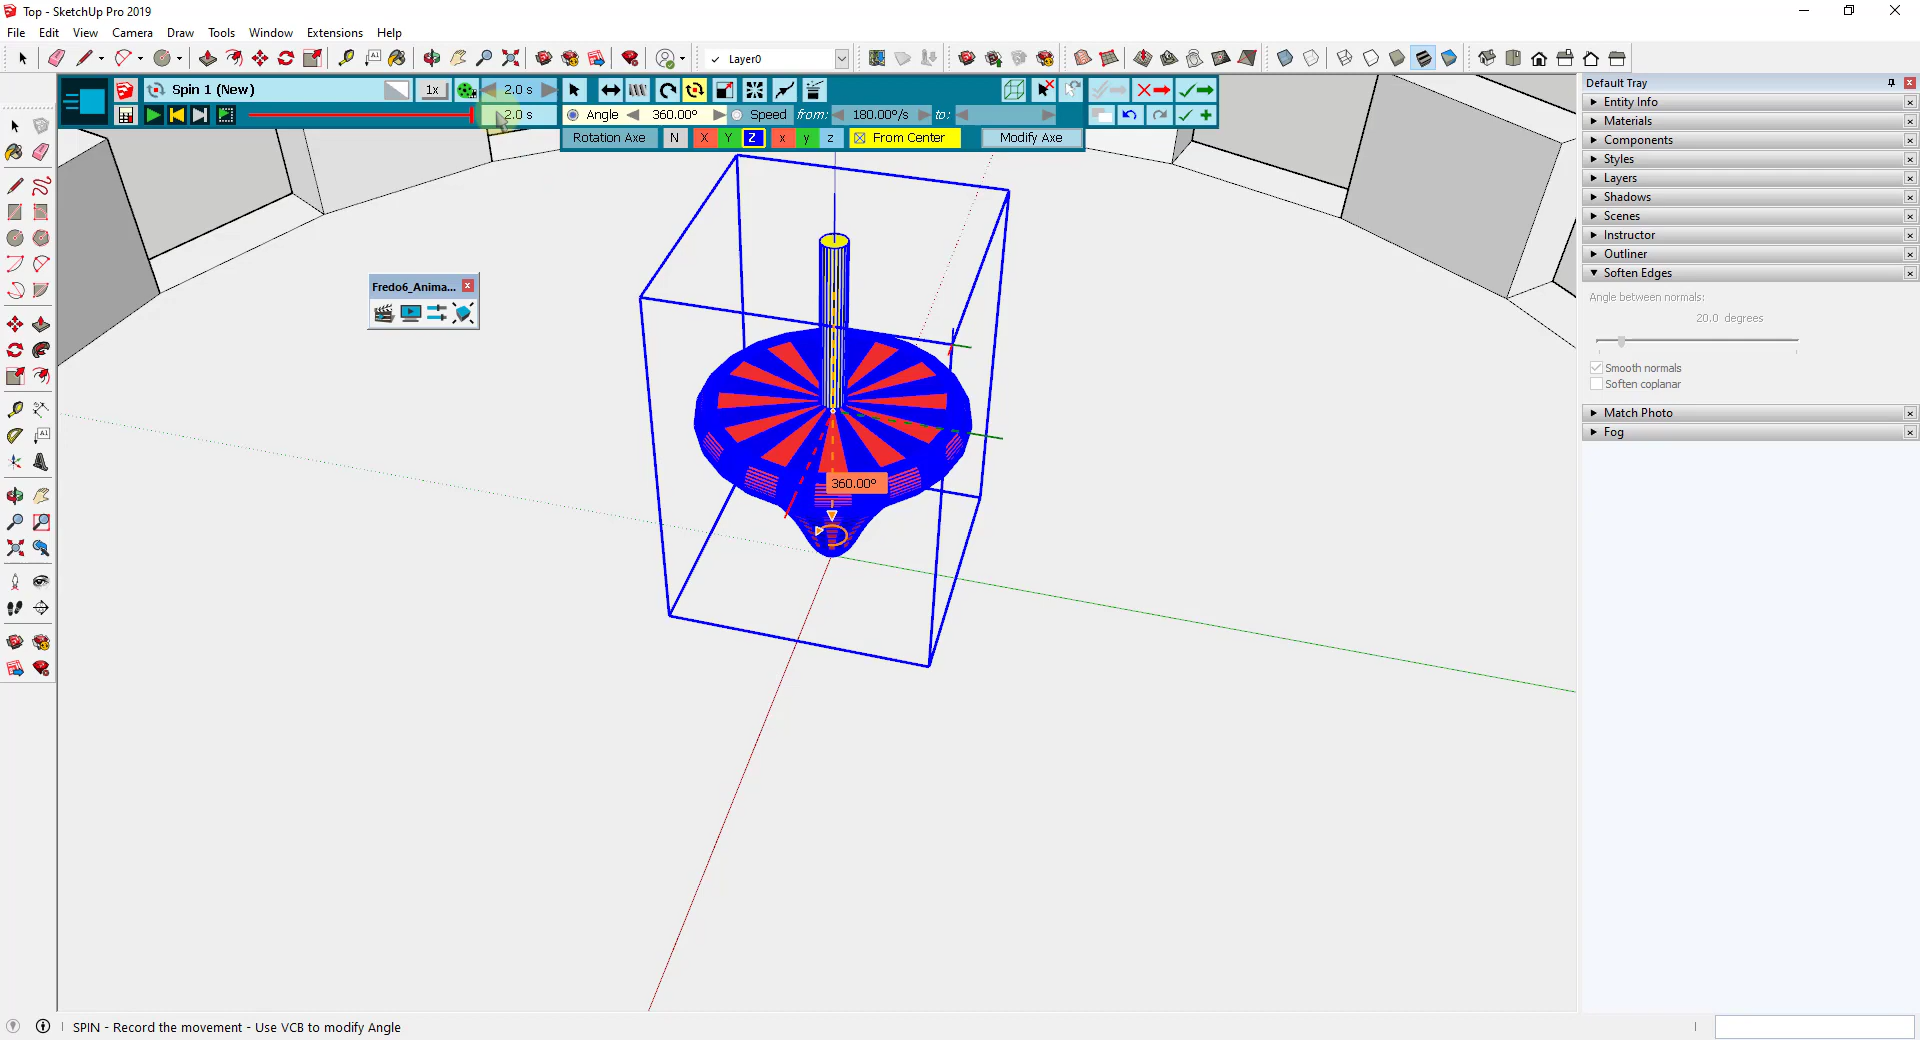 Top - SketchUp Pro 2019
File Edit View Camera Draw Tools Window Extensions Help
Layer0
Default Tray
Spin 1 (New) 1x 2.0 s
2.0 s Angle 360.00º Speed from: 180.00º/s to:
Rotation Axe N X Y Z x y z From Center Modify Axe
Entity Info
Materials
Components
Styles
Layers
Shadows
Scenes
Instructor
Outliner
Soften Edges
Angle between normals:
20.0 degrees
Smooth normals
Soften coplanar
Match Photo
Fog
Fredo6_Anima...
360.00º
SPIN - Record the movement - Use VCB to modify Angle